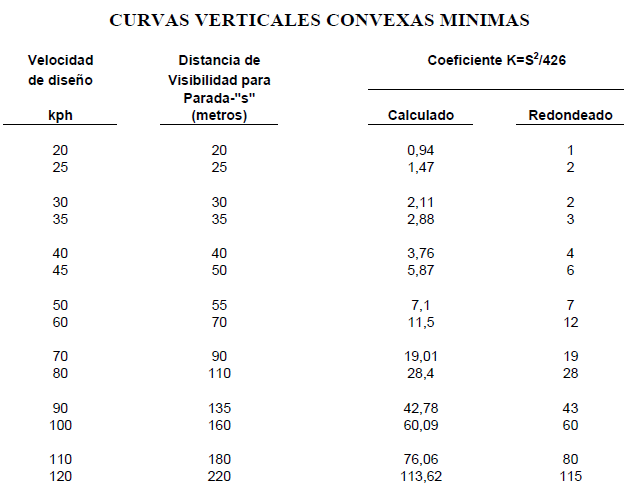 CURVAS VERTICALES CONVEXAS MINIMAS
Velocidad Distancia de Coeficiente K=S²/426
de diseño Visibilidad para
Parada-"s"
kph (metros) Calculado Redondeado
20 20 0,94 1
25 25 1,47 2
30 30 2,11 2
35 35 2,88 3
40 40 3,76 4
45 50 5,87 6
50 55 7,1 7
60 70 11,5 12
70 90 19,01 19
80 110 28,4 28
90 135 42,78 43
100 160 60,09 60
110 180 76,06 80
120 220 113,62 115